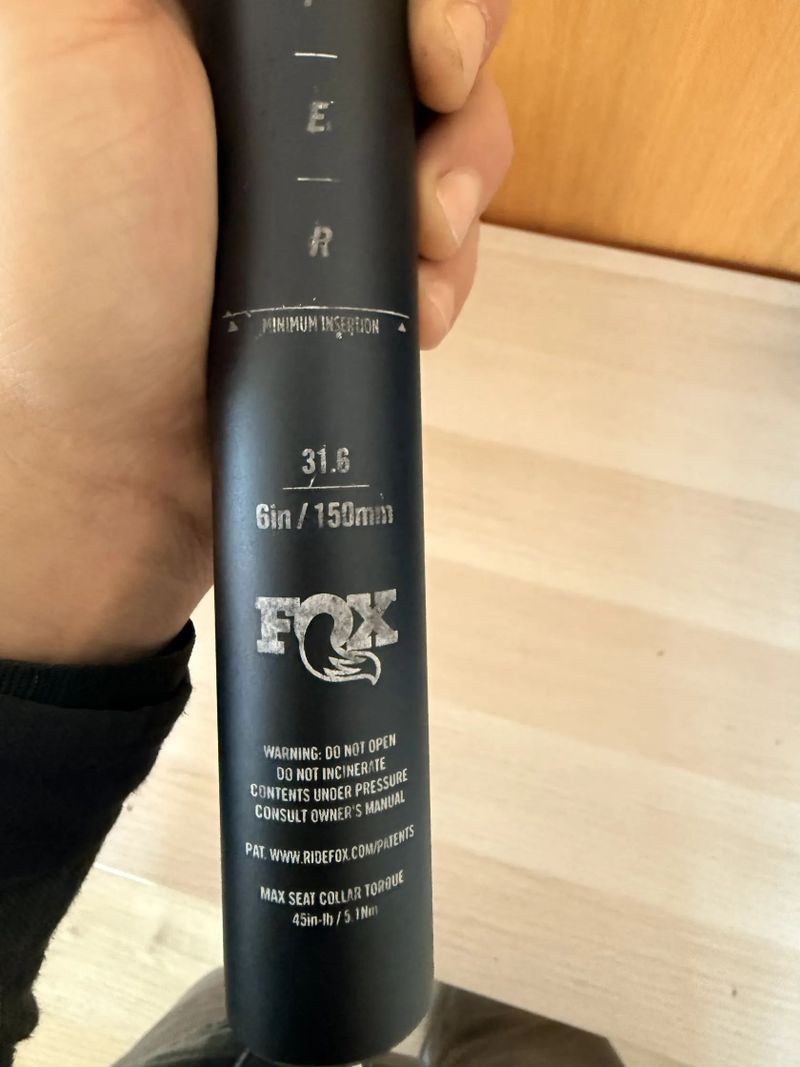 E
R
MINIMUM INSERTION
31.6
6in / 150mm
FOX
WARNING: DO NOT OPEN
DO NOT INCINERATE
CONTENTS UNDER PRESSURE
CONSULT OWNER'S MANUAL
PAT. WWW.RIDEFOX.COM/PATENTS
MAX SEAT COLLAR TORQUE
45in-lb / 5.1Nm